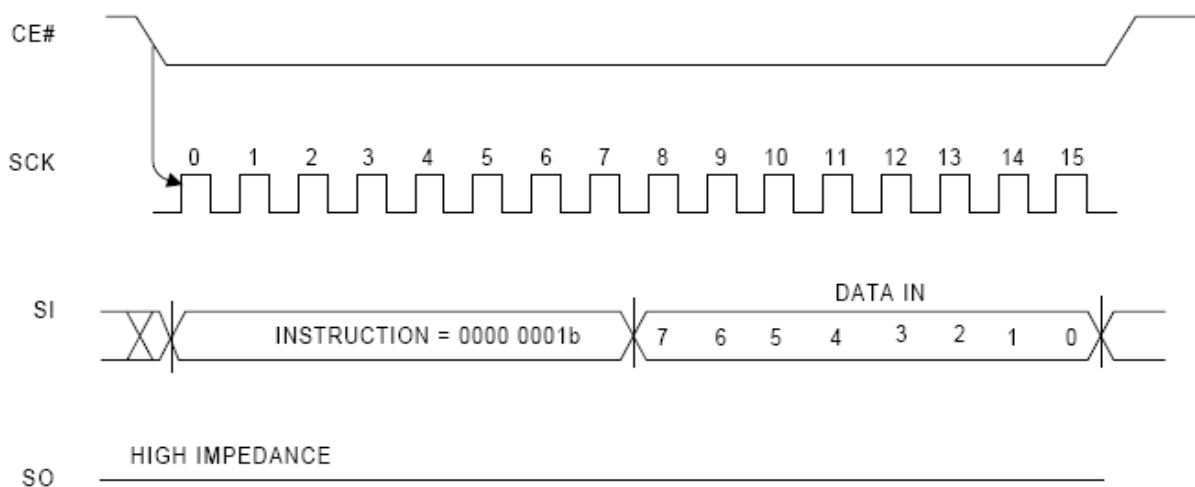 CE#
SCK
0 1 2 3 4 5 6 7 8 9 10 11 12 13 14 15
SI
DATA IN
INSTRUCTION = 0000 0001b
7 6 5 4 3 2 1 0
HIGH IMPEDANCE
SO